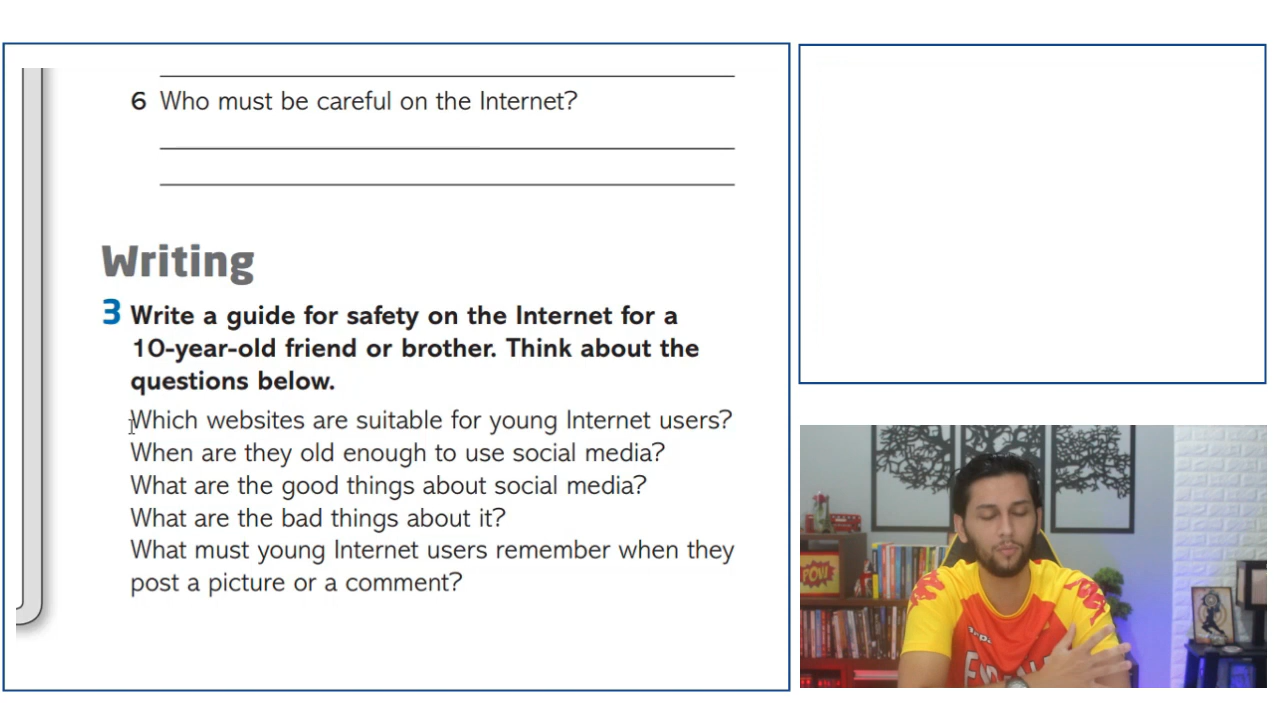 6 Who must be careful on the Internet?
Writing
3 Write a guide for safety on the Internet for a
10-year-old friend or brother. Think about the
questions below.
Which websites are suitable for young Internet users?
When are they old enough to use social media?
What are the good things about social media?
What are the bad things about it?
What must young Internet users remember when they
post a picture or a comment?
POW!